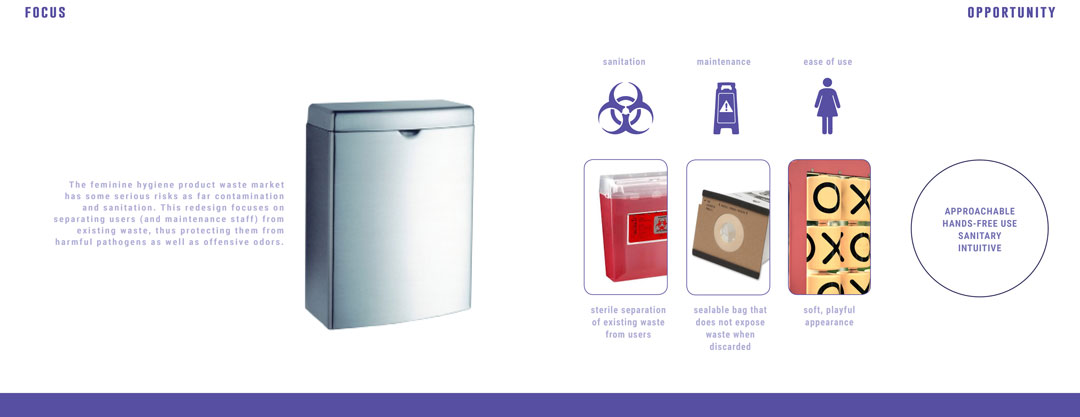 FOCUS
OPPORTUNITY
The feminine hygiene product waste market
has some serious risks as far contamination
and sanitation. This redesign focuses on
separating users (and maintenance staff) from
existing waste, thus protecting them from
harmful pathogens as well as offensive odors.
sanitation
maintenance
ease of use
O X
X O X
O X
sterile separation
of existing waste
from users
sealable bag that
does not expose
waste when
discarded
soft, playful
appearance
APPROACHABLE
HANDS-FREE USE
SANITARY
INTUITIVE